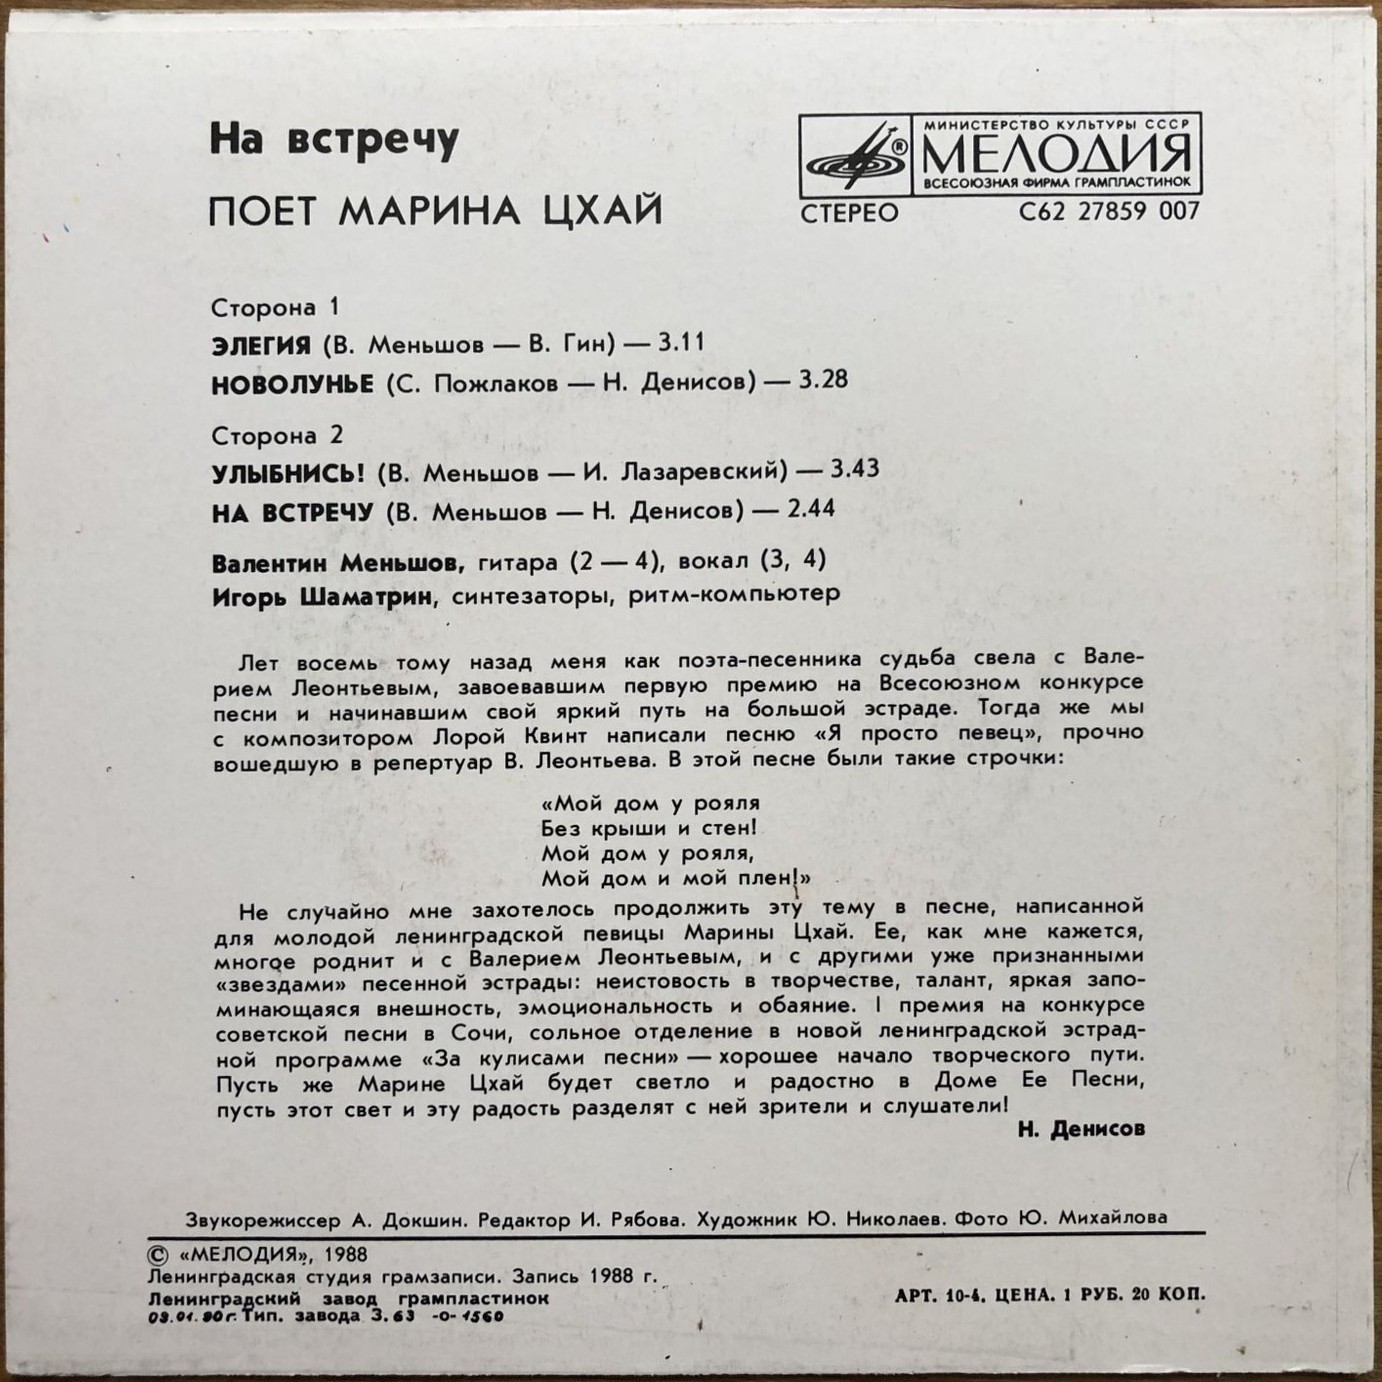 На встречу
ПОЕТ МАРИНА ЦХАЙ
®
МИНИСТЕРСТВО КУЛЬТУРЫ СССР
МЕЛОДИЯ
ВСЕСОЮЗНАЯ ФИРМА ГРАМПЛАСТИНОК
СТЕРЕО С62 27859 007
Сторона 1
ЭЛЕГИЯ (В. Меньшов — В. Гин) — 3.11
НОВОЛУНЬЕ (С. Пожлаков — Н. Денисов) — 3.28
Сторона 2
УЛЫБНИСЬ! (В. Меньшов — И. Лазаревский) — 3.43
НА ВСТРЕЧУ (В. Меньшов — Н. Денисов) — 2.44
Валентин Меньшов, гитара (2 — 4), вокал (3, 4)
Игорь Шаматрин, синтезаторы, ритм-компьютер
Лет восемь тому назад меня как поэта-песенника судьба свела с Вале-
рием Леонтьевым, завоевавшим первую премию на Всесоюзном конкурсе
песни и начинавшим свой яркий путь на большой эстраде. Тогда же мы
с композитором Лорой Квинт написали песню «Я просто певец», прочно
вошедшую в репертуар В. Леонтьева. В этой песне были такие строчки:
«Мой дом у рояля
Без крыши и стен!
Мой дом у рояля,
Мой дом и мой плен!»
Не случайно мне захотелось продолжить эту тему в песне, написанной
для молодой ленинградской певицы Марины Цхай. Ее, как мне кажется,
многое роднит и с Валерием Леонтьевым, и с другими уже признанными
«звездами» песенной эстрады: неистовость в творчестве, талант, яркая запо-
минающаяся внешность, эмоциональность и обаяние. I премия на конкурсе
советской песни в Сочи, сольное отделение в новой ленинградской эстрад-
ной программе «За кулисами песни» — хорошее начало творческого пути.
Пусть же Марине Цхай будет светло и радостно в Доме Ее Песни,
пусть этот свет и эту радость разделят с ней зрители и слушатели!
Н. Денисов
Звукорежиссер А. Докшин. Редактор И. Рябова. Художник Ю. Николаев. Фото Ю. Михайлова
© «МЕЛОДИЯ», 1988
Ленинградская студия грамзаписи. Запись 1988 г.
Ленинградский завод грампластинок
АРТ. 10-4. ЦЕНА. 1 РУБ. 20 КОП.
09.01.90г. Тип. завода З. 63 -0- 1560